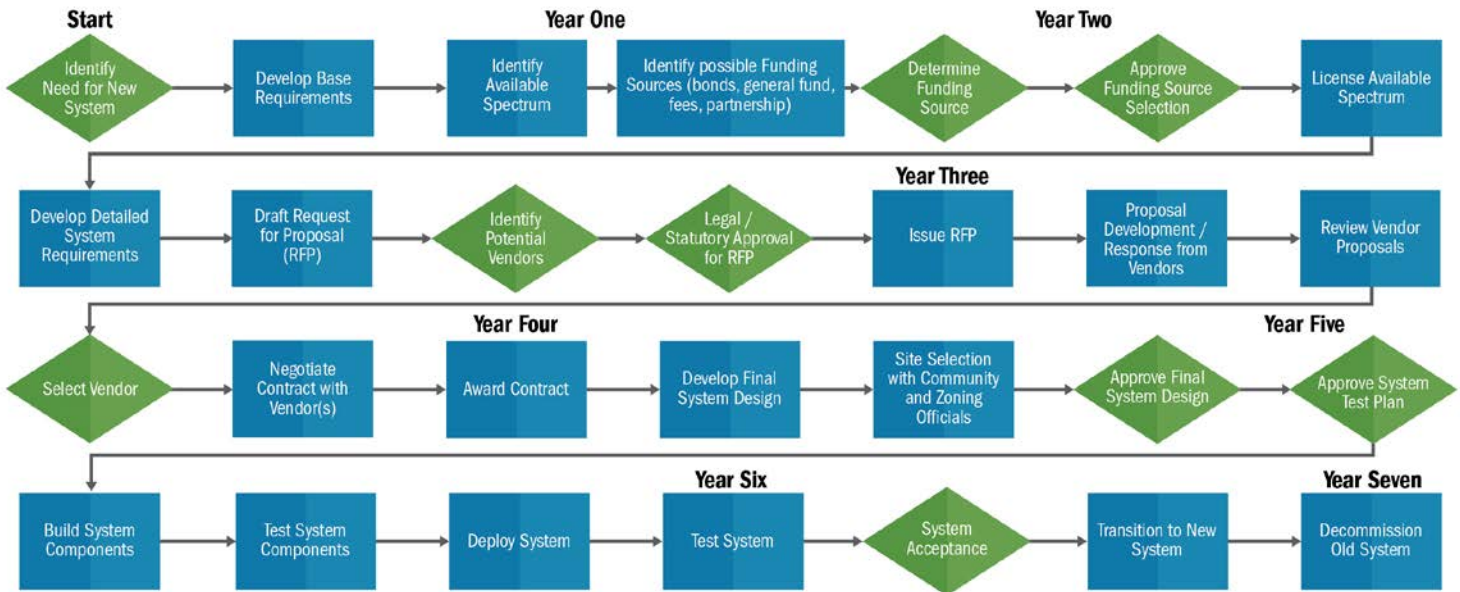 Start
Year One
Year Two
Identify
Need for New
System
Develop Base
Requirements
Identify
Available
Spectrum
Identify possible Funding
Sources (bonds, general fund,
fees, partnership)
Determine
Funding
Source
Approve
Funding Source
Selection
License Available
Spectrum
Year Three
Develop Detailed
System
Requirements
Draft Request
for Proposal
(RFP)
Identify
Potential
Vendors
Legal /
Statutory Approval
for RFP
Issue RFP
Proposal
Development /
Response from
Vendors
Review Vendor
Proposals
Year Four
Year Five
Select Vendor
Negotiate
Contract with
Vendor(s)
Award Contract
Develop Final
System Design
Site Selection
with Community
and Zoning
Officials
Approve Final
System Design
Approve System
Test Plan
Year Six
Year Seven
Build System
Components
Test System
Components
Deploy System
Test System
System
Acceptance
Transition to New
System
Decommission
Old System